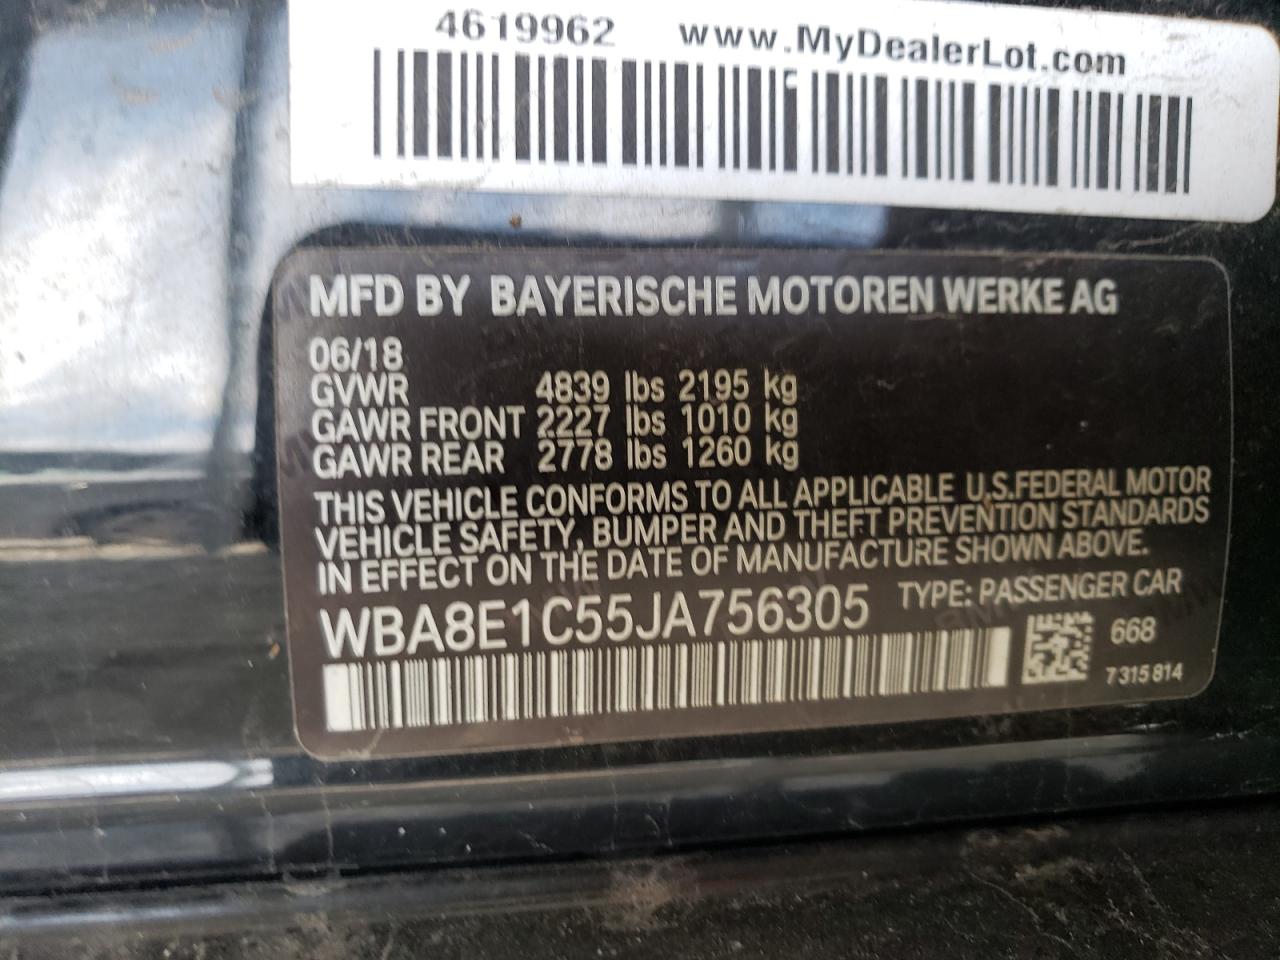 4619962 www.MyDealerLot.com
MFD BY BAYERISCHE MOTOREN WERKE AG
06/18
GVWR 4839 lbs 2195 kg
GAWR FRONT 2227 lbs 1010 kg
GAWR REAR 2778 lbs 1260 kg
THIS VEHICLE CONFORMS TO ALL APPLICABLE U.S.FEDERAL MOTOR
VEHICLE SAFETY, BUMPER AND THEFT PREVENTION STANDARDS
IN EFFECT ON THE DATE OF MANUFACTURE SHOWN ABOVE.
WBA8E1C55JA756305 TYPE: PASSENGER CAR
668
7315814